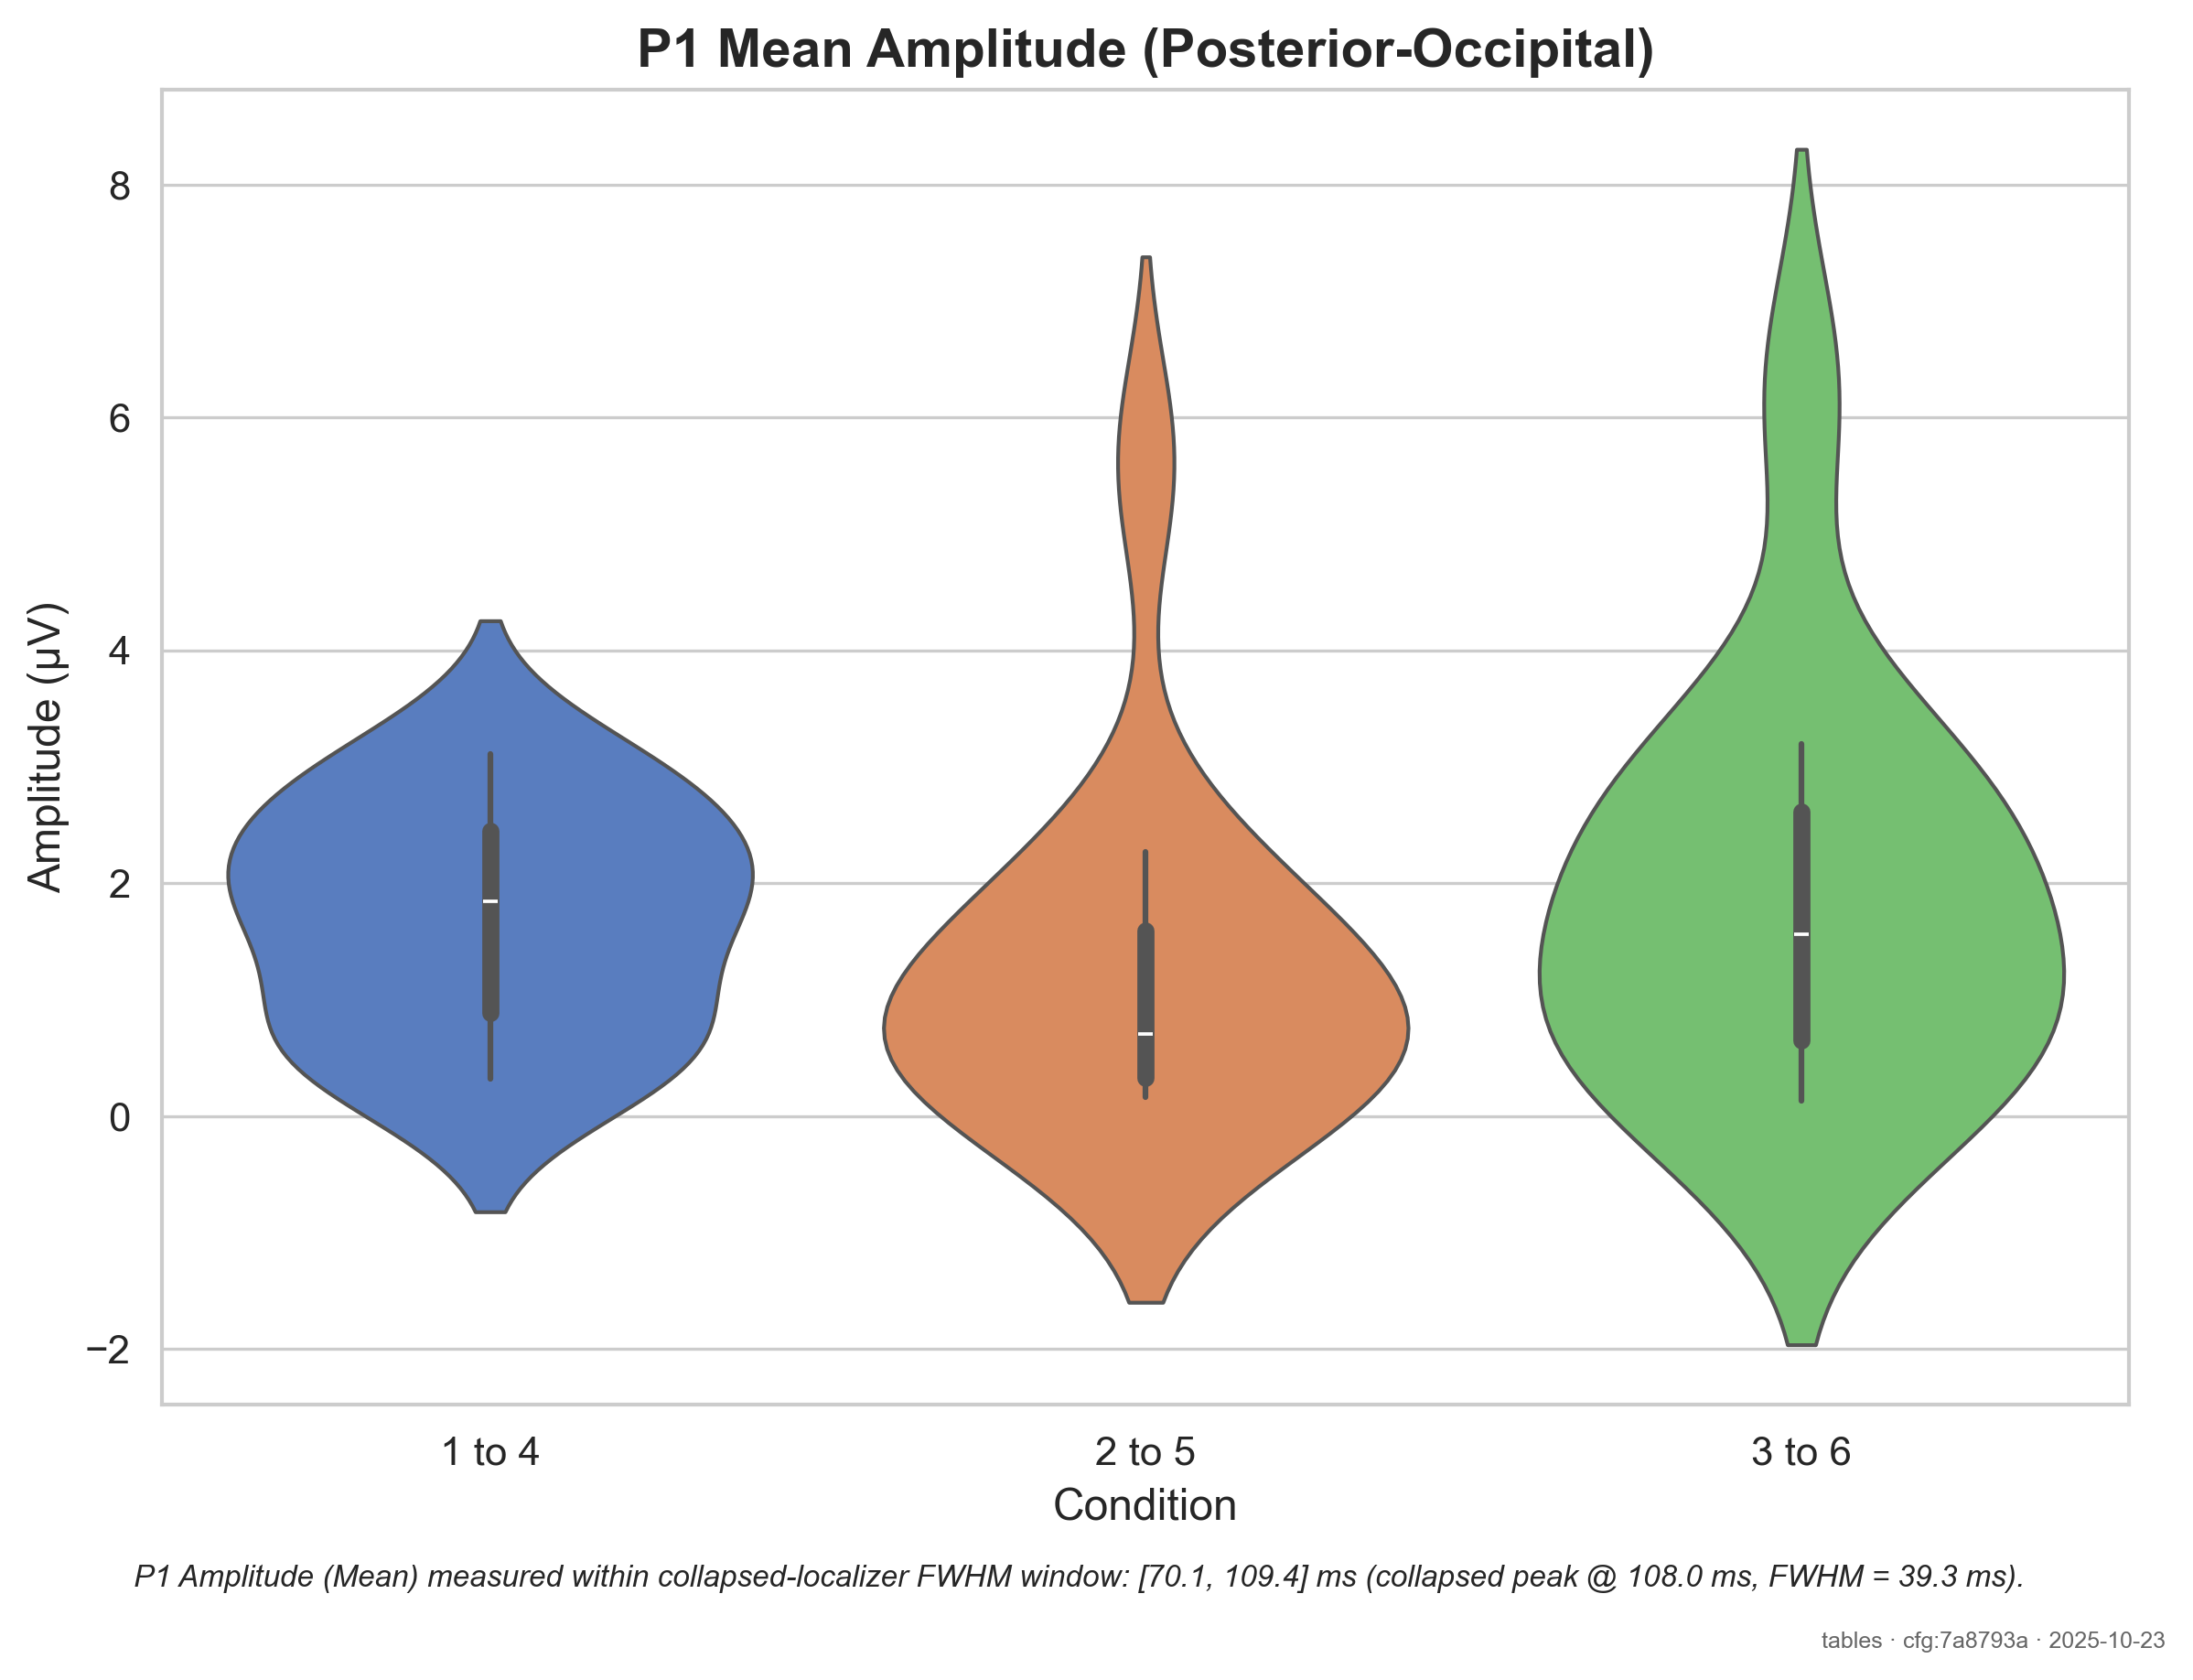 P1 Mean Amplitude (Posterior-Occipital)
Amplitude (µV)
8
6
4
2
0
−2
1 to 4
2 to 5
3 to 6
Condition
P1 Amplitude (Mean) measured within collapsed-localizer FWHM window: [70.1, 109.4] ms (collapsed peak @ 108.0 ms, FWHM = 39.3 ms).
tables · cfg:7a8793a · 2025-10-23